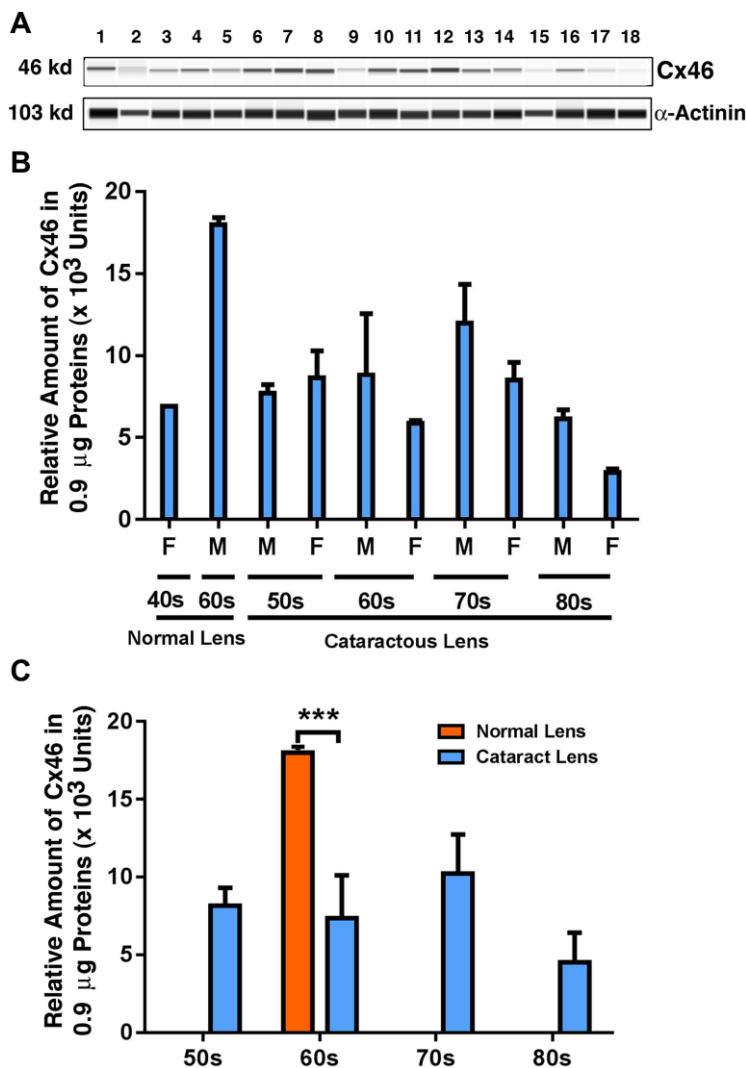 A
1 2 3 4 5 6 7 8 9 10 11 12 13 14 15 16 17 18
46 kd
Cx46
103 kd
α-Actinin
B
Relative Amount of Cx46 in
0.9 μg Proteins (x 10³ Units)
20
15
10
5
0
F M M F M F M F M F
40s 60s 50s 60s 70s 80s
Normal Lens Cataractous Lens
C
Relative Amount of Cx46 in
0.9 μg Proteins (x 10³ Units)
20
15
10
5
0
***
Normal Lens
Cataract Lens
50s 60s 70s 80s